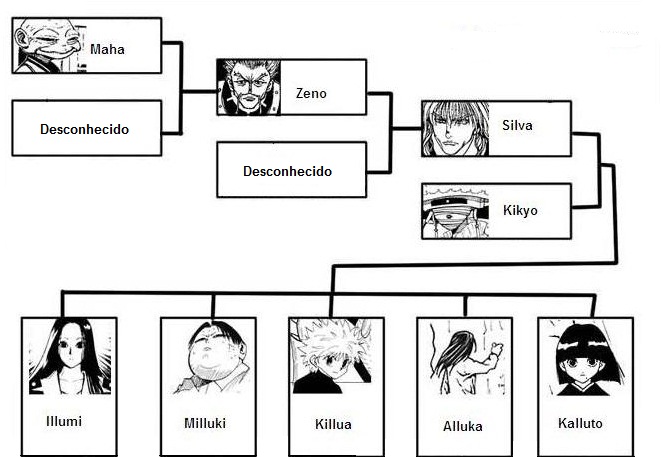 Maha
Desconhecido
Zeno
Desconhecido
Silva
Kikyo
Illumi
Milluki
Killua
Alluka
Kalluto